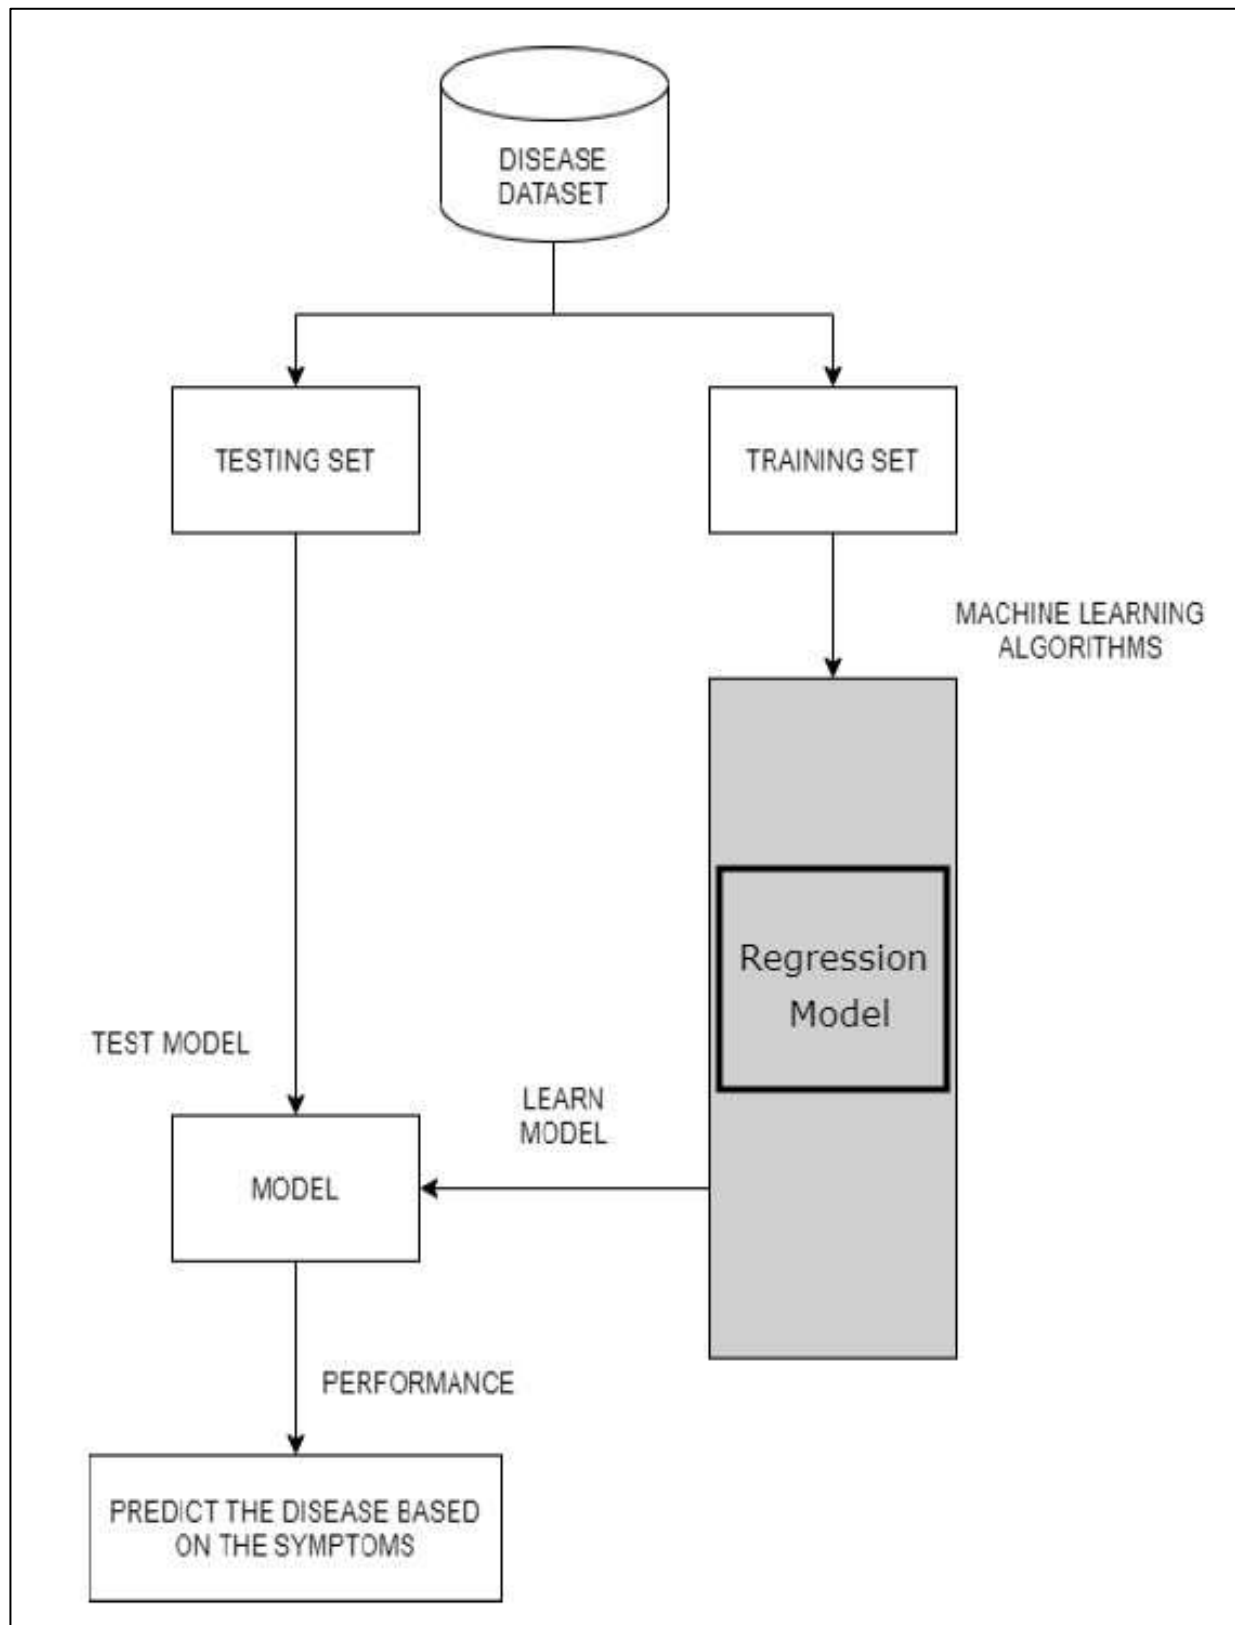 DISEASE
DATASET
TESTING SET
TRAINING SET
MACHINE LEARNING
ALGORITHMS
Regression
Model
TEST MODEL
LEARN
MODEL
MODEL
PERFORMANCE
PREDICT THE DISEASE BASED
ON THE SYMPTOMS